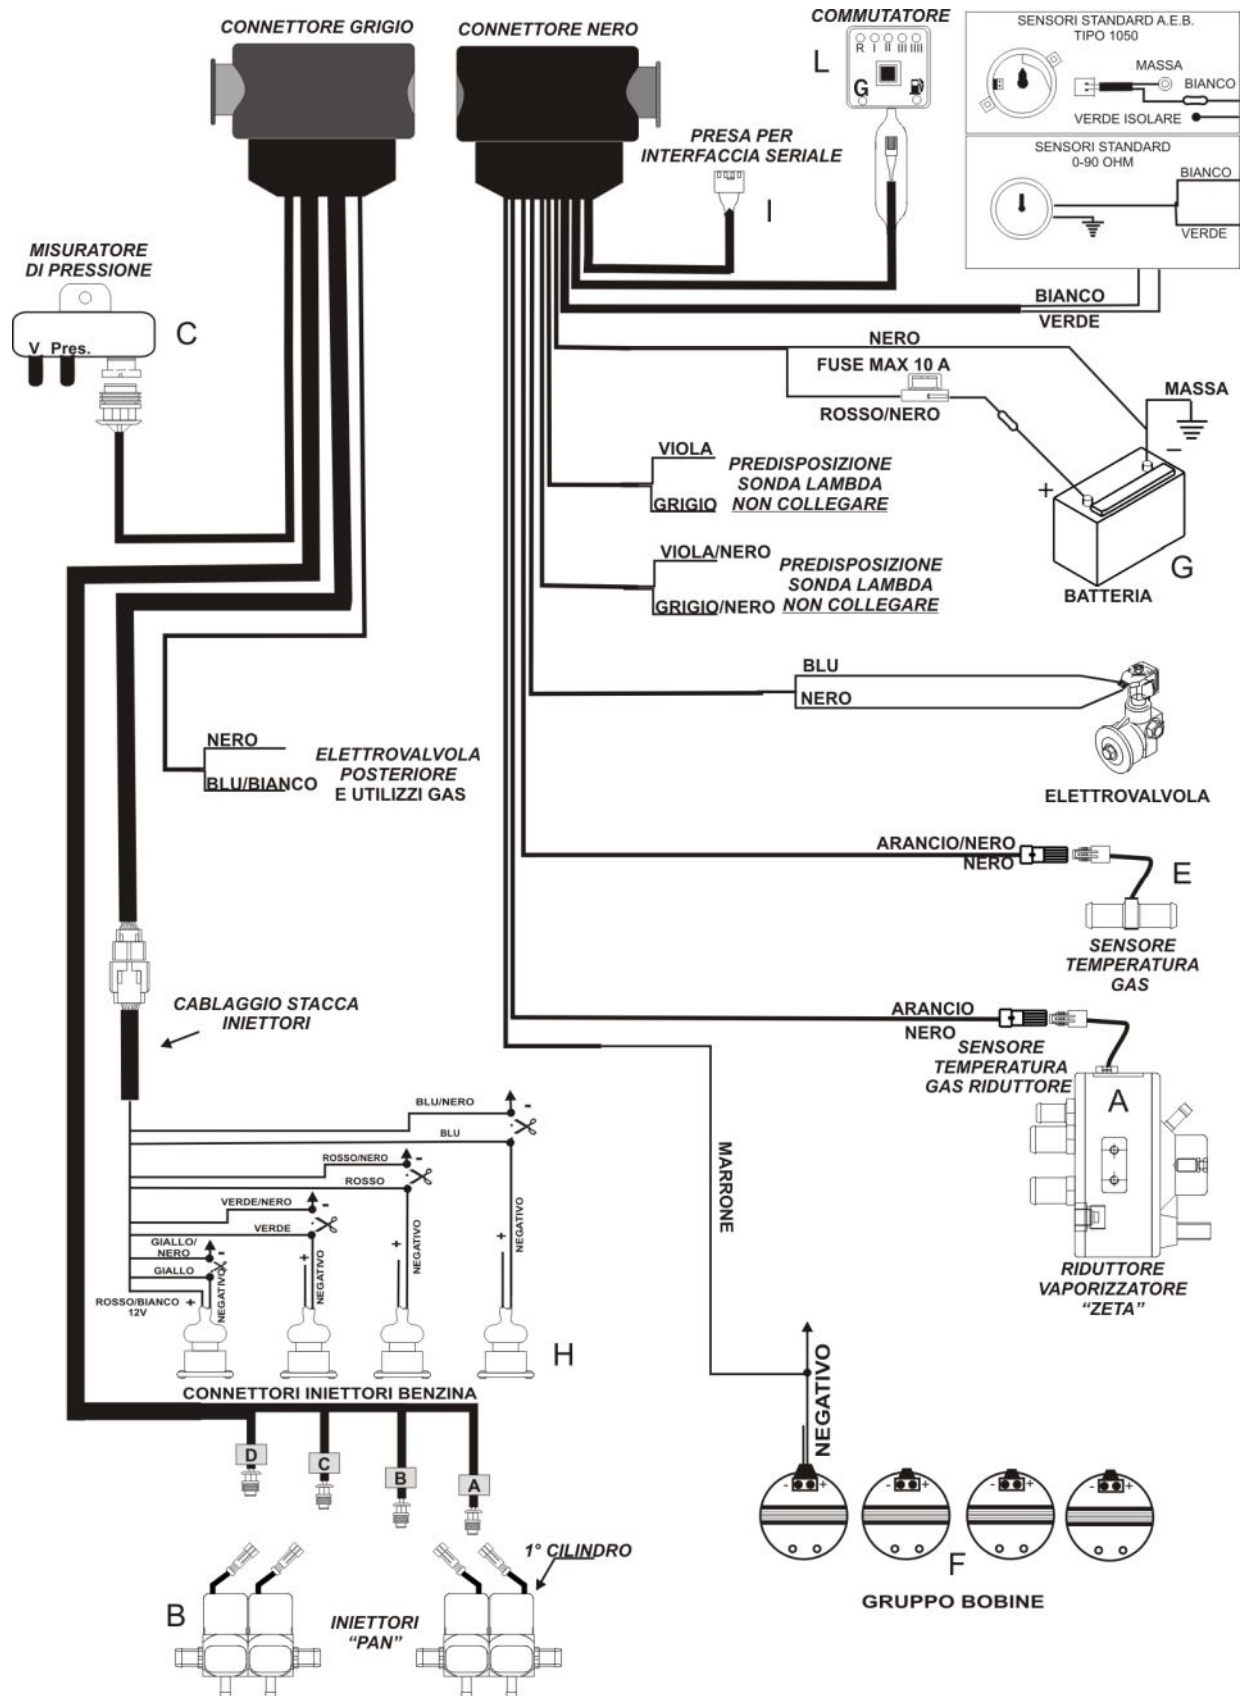 CONNETTORE GRIGIO
CONNETTORE NERO
COMMUTATORE
R I II III IIII
G
L
SENSORI STANDARD A.E.B.
TIPO 1050
MASSA
BIANCO
VERDE ISOLARE
SENSORI STANDARD
0-90 OHM
BIANCO
VERDE
PRESA PER
INTERFACCIA SERIALE
I
MISURATORE
DI PRESSIONE
V Pres.
C
BIANCO
VERDE
NERO
FUSE MAX 10 A
ROSSO/NERO
MASSA
+
−
G
BATTERIA
VIOLA
GRIGIO
PREDISPOSIZIONE
SONDA LAMBDA
NON COLLEGARE
VIOLA/NERO
GRIGIO/NERO
PREDISPOSIZIONE
SONDA LAMBDA
NON COLLEGARE
BLU
NERO
ELETTROVALVOLA
NERO
BLU/BIANCO
ELETTROVALVOLA
POSTERIORE
E UTILIZZI GAS
ARANCIO/NERO
NERO
E
SENSORE
TEMPERATURA
GAS
CABLAGGIO STACCA
INIETTORI
ARANCIO
NERO
SENSORE
TEMPERATURA
GAS RIDUTTORE
A
RIDUTTORE
VAPORIZZATORE
“ZETA”
MARRONE
BLU/NERO
-
BLU
ROSSO/NERO
-
ROSSO
VERDE/NERO
-
VERDE
GIALLO/
NERO
-
GIALLO
ROSSO/BIANCO
12V
+
NEGATIVO
+
NEGATIVO
+
NEGATIVO
+
NEGATIVO
H
CONNETTORI INIETTORI BENZINA
D
C
B
A
NEGATIVO
- +
- +
- +
- +
F
GRUPPO BOBINE
1° CILINDRO
B
INIETTORI
“PAN”